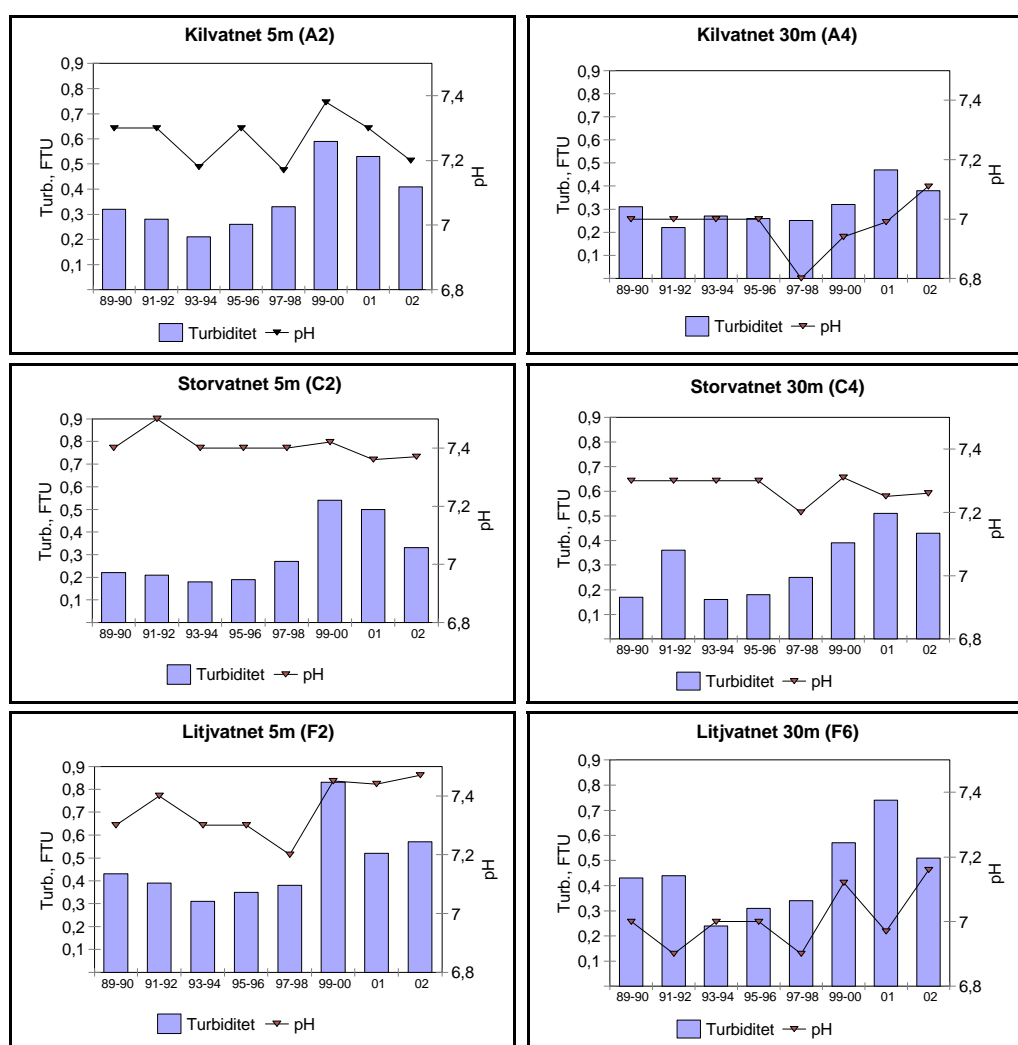 Kilvatnet 5m (A2)
0,9
0,8
0,7
0,6
0,5
0,4
0,3
0,2
0,1
Turb., FTU
7,4
7,2
7
6,8
pH
89-90 91-92 93-94 95-96 97-98 99-00 01 02
Turbiditet pH
Kilvatnet 30m (A4)
0,9
0,8
0,7
0,6
0,5
0,4
0,3
0,2
0,1
Turb., FTU
7,4
7,2
7
6,8
pH
89-90 91-92 93-94 95-96 97-98 99-00 01 02
Turbiditet pH
Storvatnet 5m (C2)
0,9
0,8
0,7
0,6
0,5
0,4
0,3
0,2
0,1
Turb., FTU
7,4
7,2
7
6,8
pH
89-90 91-92 93-94 95-96 97-98 99-00 01 02
Turbiditet pH
Storvatnet 30m (C4)
0,9
0,8
0,7
0,6
0,5
0,4
0,3
0,2
0,1
Turb., FTU
7,4
7,2
7
6,8
pH
89-90 91-92 93-94 95-96 97-98 99-00 01 02
Turbiditet pH
Litjvatnet 5m (F2)
0,9
0,8
0,7
0,6
0,5
0,4
0,3
0,2
0,1
Turb., FTU
7,4
7,2
7
6,8
pH
89-90 91-92 93-94 95-96 97-98 99-00 01 02
Turbiditet pH
Litjvatnet 30m (F6)
0,9
0,8
0,7
0,6
0,5
0,4
0,3
0,2
0,1
Turb., FTU
7,4
7,2
7
6,8
pH
89-90 91-92 93-94 95-96 97-98 99-00 01 02
Turbiditet pH